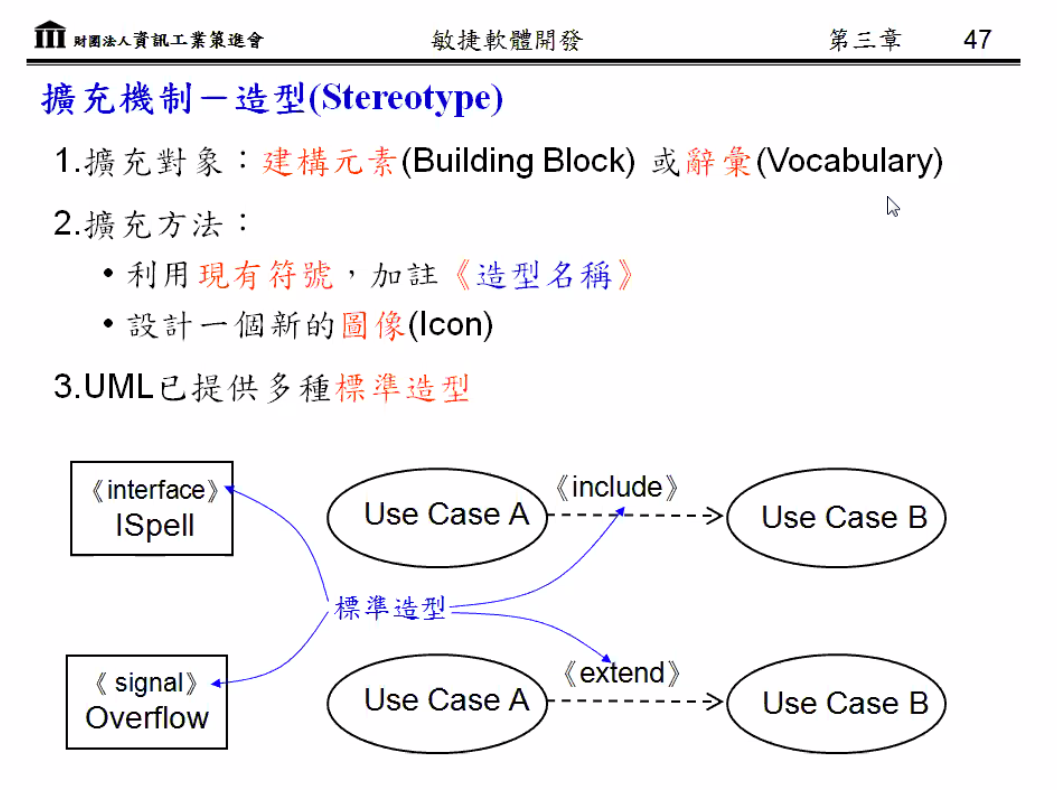 財團法人資訊工業策進會 敏捷軟體開發 第三章 47
擴充機制－造型(Stereotype)
1.擴充對象：建構元素(Building Block) 或辭彙(Vocabulary)
2.擴充方法：
•利用現有符號，加註《造型名稱》
•設計一個新的圖像(Icon)
3.UML已提供多種標準造型
《interface》
ISpell
Use Case A
《include》
Use Case B
標準造型
《signal》
Overflow
Use Case A
《extend》
Use Case B